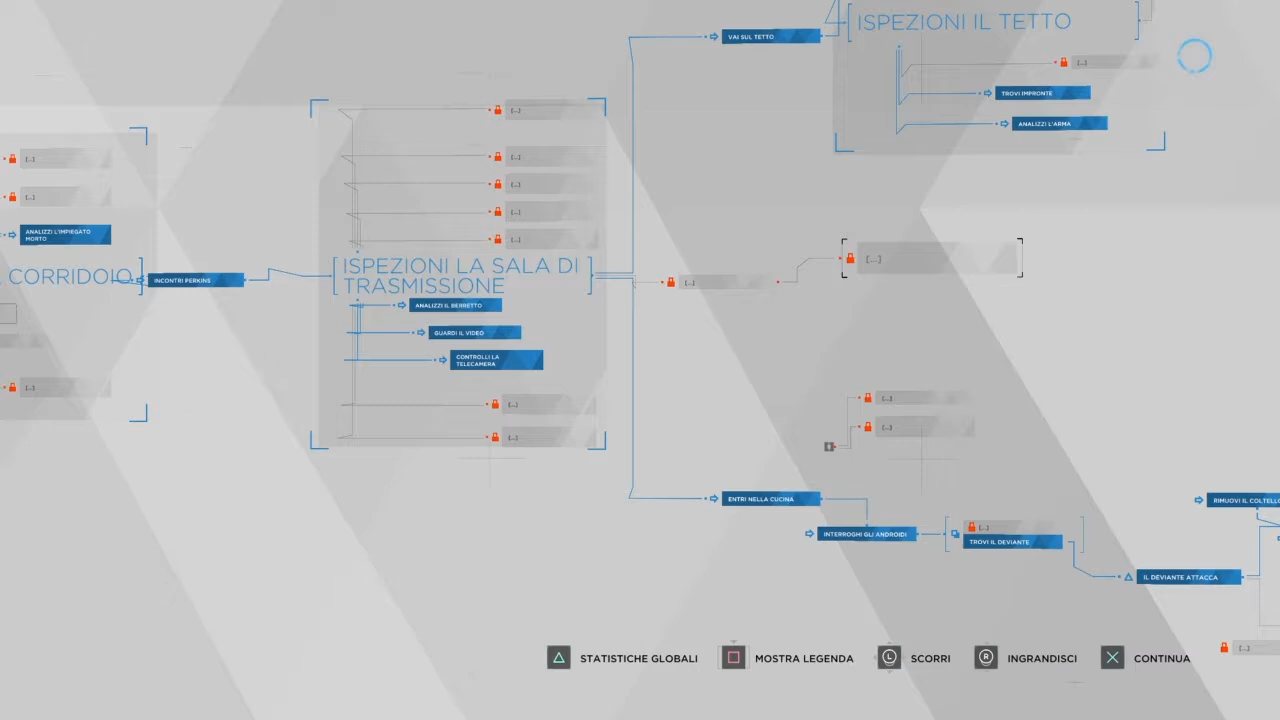 ISPEZIONI IL TETTO
VAI SUL TETTO
[...]
TROVI IMPRONTE
ANALIZZI L'ARMA
[...]
[...]
[...]
[...]
[...]
[...]
[...]
ANALIZZI L'IMPIEGATO
MORTO
CORRIDOIO
INCONTRI PERKINS
ISPEZIONI LA SALA DI
TRASMISSIONE
[...]
[...]
ANALIZZI IL BERRETTO
GUARDI IL VIDEO
CONTROLLI LA
TELECAMERA
[...]
[...]
[...]
[...]
[...]
ENTRI NELLA CUCINA
RIMUOVI IL COLTELLO
INTERROGHI GLI ANDROIDI
[...]
TROVI IL DEVIANTE
IL DEVIANTE ATTACCA
[...]
STATISTICHE GLOBALI
MOSTRA LEGENDA
L
SCORRI
R
INGRANDISCI
CONTINUA